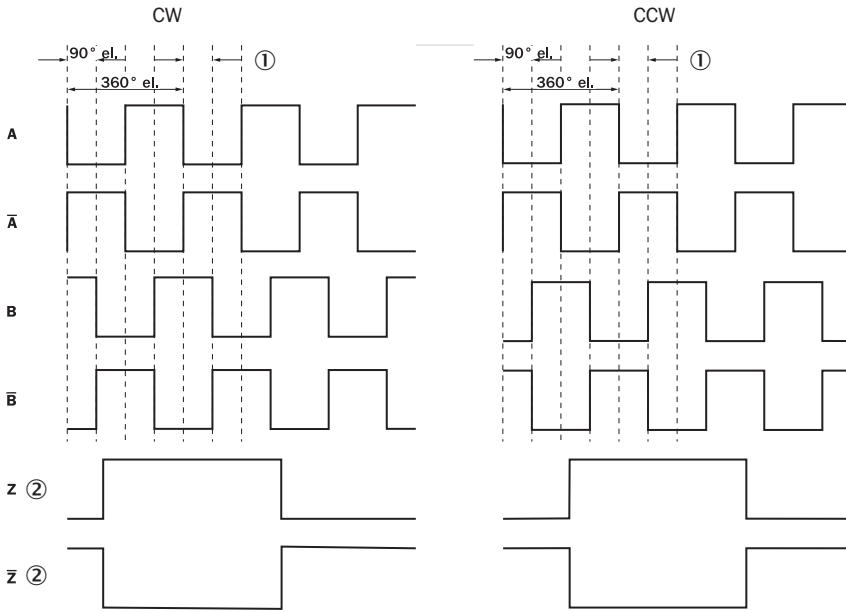 CW
CCW
90° el.
①
90° el.
①
360° el.
360° el.
A
A̅
B
B̅
Z ②
Z̅ ②